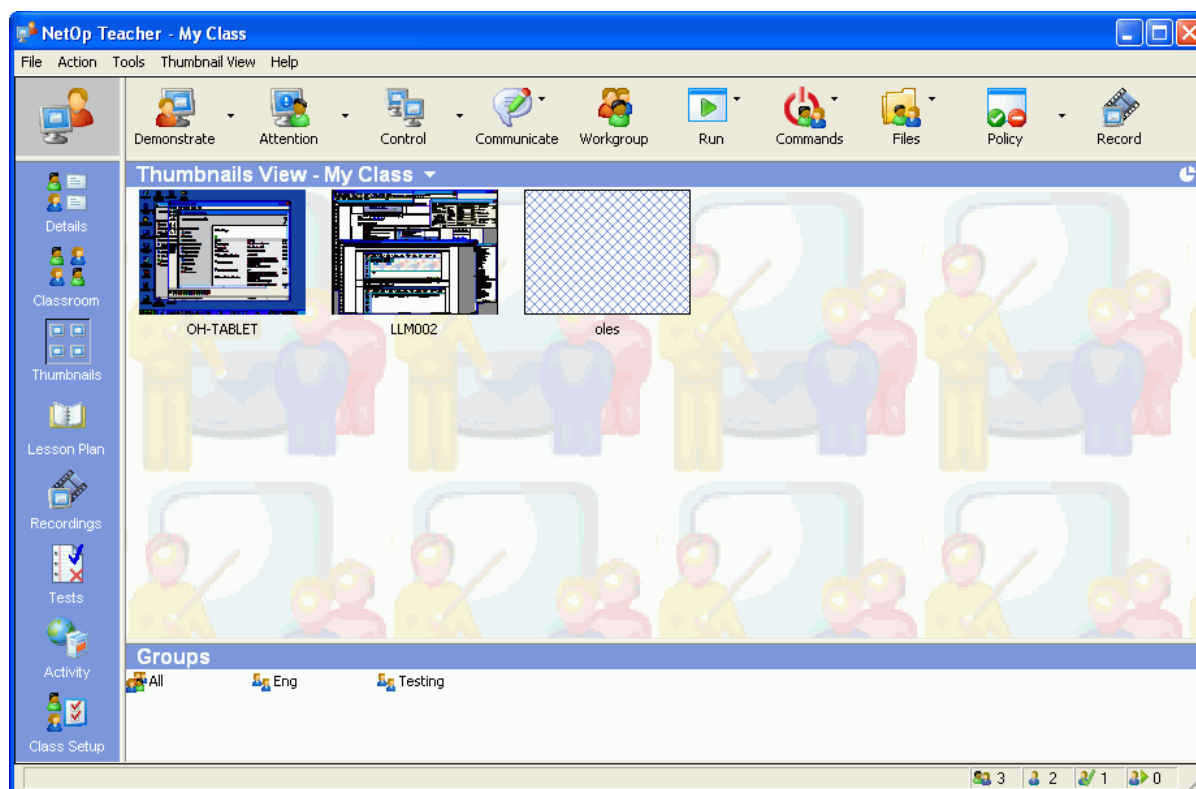 NetOp Teacher - My Class
File Action Tools Thumbnail View Help
Demonstrate Attention Control Communicate Workgroup Run Commands Files Policy Record
Thumbnails View - My Class
Details
Classroom
Thumbnails
Lesson Plan
Recordings
Tests
Activity
Class Setup
OH-TABLET LLM002 oles
Groups
All Eng Testing
3 2 1 0